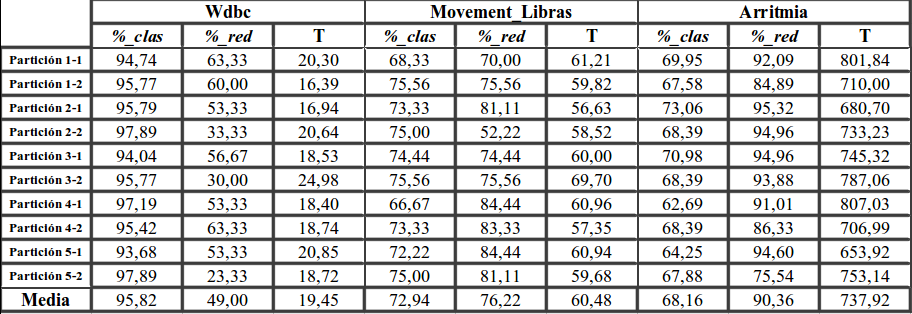 Wdbc Movement_Libras Arritmia
%_clas %_red T %_clas %_red T %_clas %_red T
Partición 1-1 94,74 63,33 20,30 68,33 70,00 61,21 69,95 92,09 801,84
Partición 1-2 95,77 60,00 16,39 75,56 75,56 59,82 67,58 84,89 710,00
Partición 2-1 95,79 53,33 16,94 73,33 81,11 56,63 73,06 95,32 680,70
Partición 2-2 97,89 33,33 20,64 75,00 52,22 58,52 68,39 94,96 733,23
Partición 3-1 94,04 56,67 18,53 74,44 74,44 60,00 70,98 94,96 745,32
Partición 3-2 95,77 30,00 24,98 75,56 75,56 69,70 68,39 93,88 787,06
Partición 4-1 97,19 53,33 18,40 66,67 84,44 60,96 62,69 91,01 807,03
Partición 4-2 95,42 63,33 18,74 73,33 83,33 57,35 68,39 86,33 706,99
Partición 5-1 93,68 53,33 20,85 72,22 84,44 60,94 64,25 94,60 653,92
Partición 5-2 97,89 23,33 18,72 75,00 81,11 59,68 67,88 75,54 753,14
Media 95,82 49,00 19,45 72,94 76,22 60,48 68,16 90,36 737,92